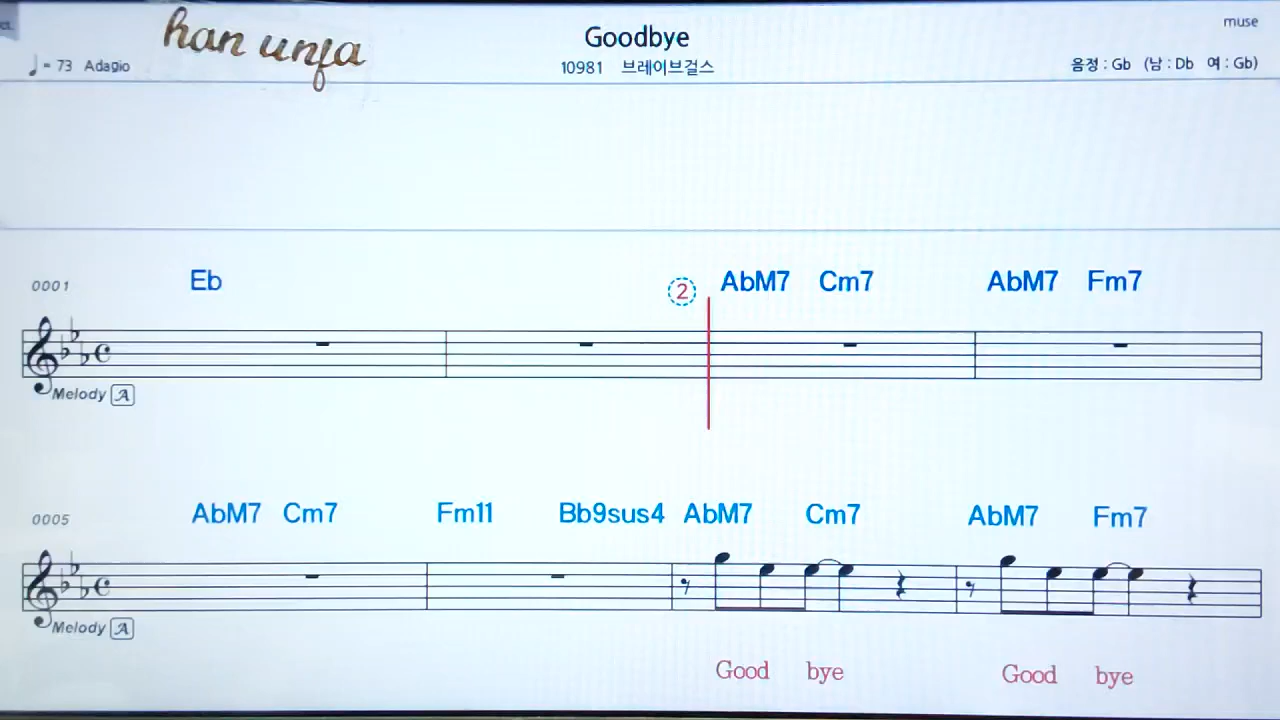 han unfa
Goodbye
muse
♩= 73 Adagio
10981 브레이브걸스
음정 : Gb (남 : Db 여 : Gb)
0001 Eb ② AbM7 Cm7 AbM7 Fm7
Melody A
0005 AbM7 Cm7 Fm11 Bb9sus4 AbM7 Cm7 AbM7 Fm7
Melody A
Good bye Good bye